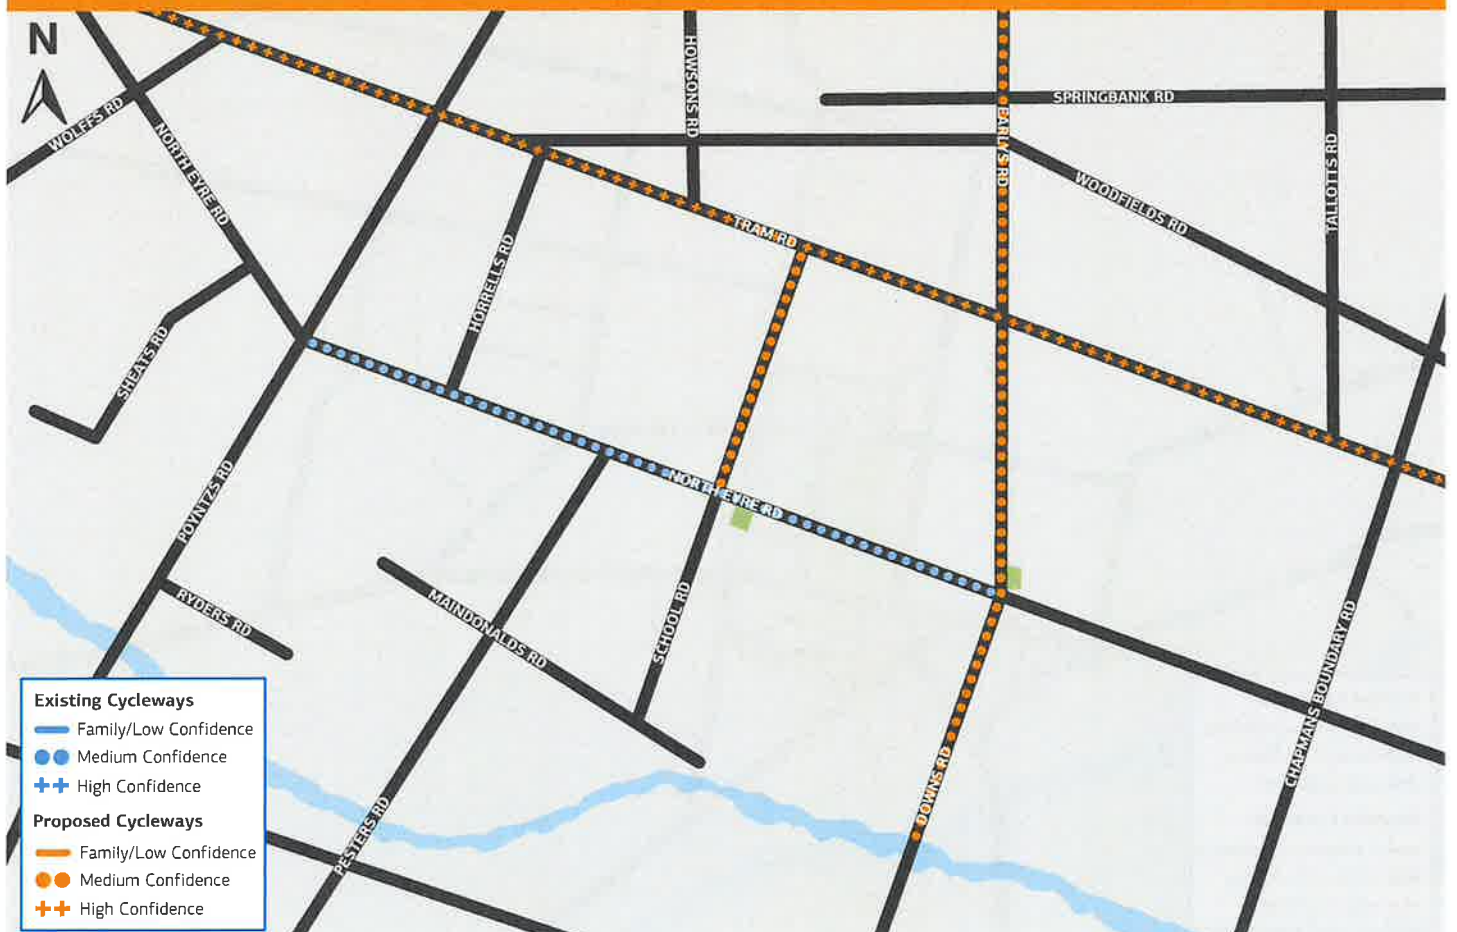 N
HOWSONS RD
SPRINGBANK RD
WOLFFS RD
NORTH EYRE RD
EARLYS RD
TALLOTTS RD
WOODFIELDS RD
TRAM RD
HORRELLS RD
SHEATS RD
POYNTZS RD
NORTH EYRE RD
RYDERS RD
MAINDONALDS RD
SCHOOL RD
CHAPMANS BOUNDARY RD
DOWNS RD
PESTERS RD
Existing Cycleways
Family/Low Confidence
Medium Confidence
High Confidence
Proposed Cycleways
Family/Low Confidence
Medium Confidence
High Confidence